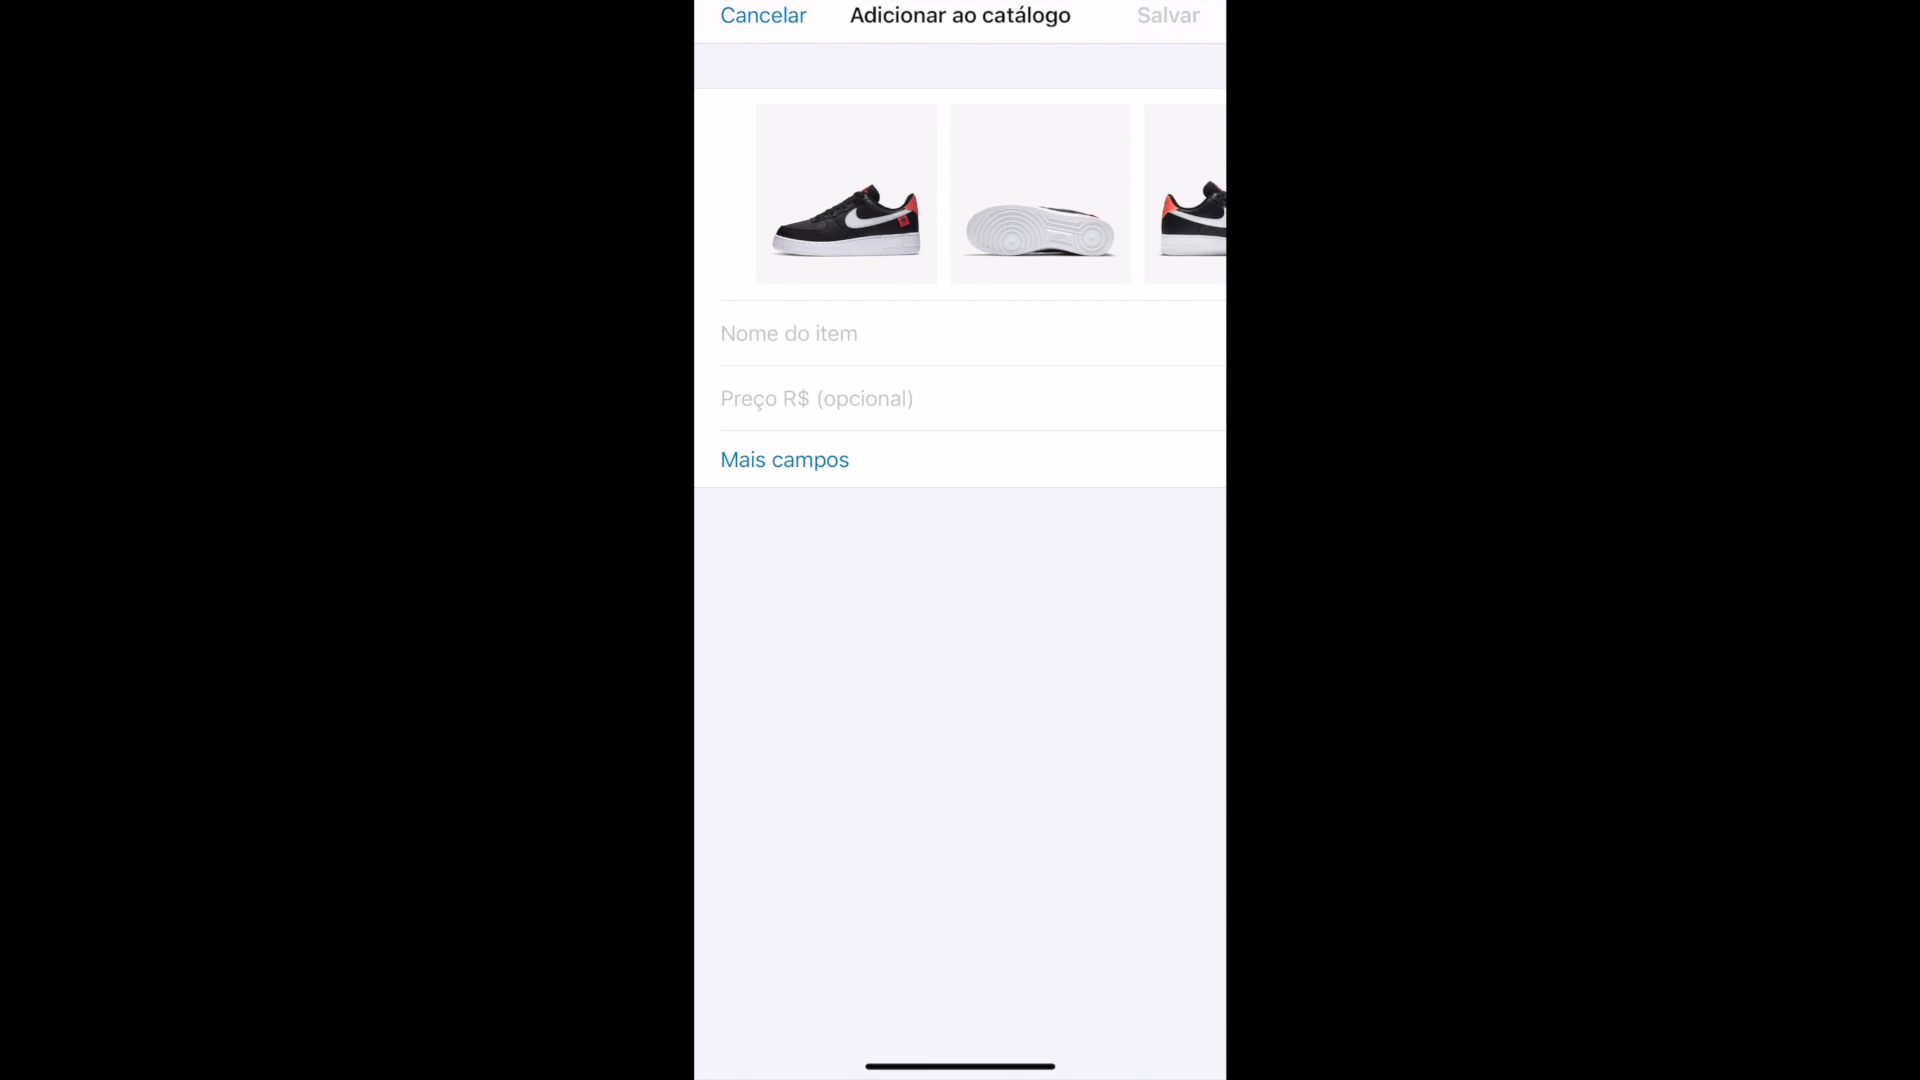 Cancelar Adicionar ao catálogo Salvar
Nome do item
Preço R$ (opcional)
Mais campos